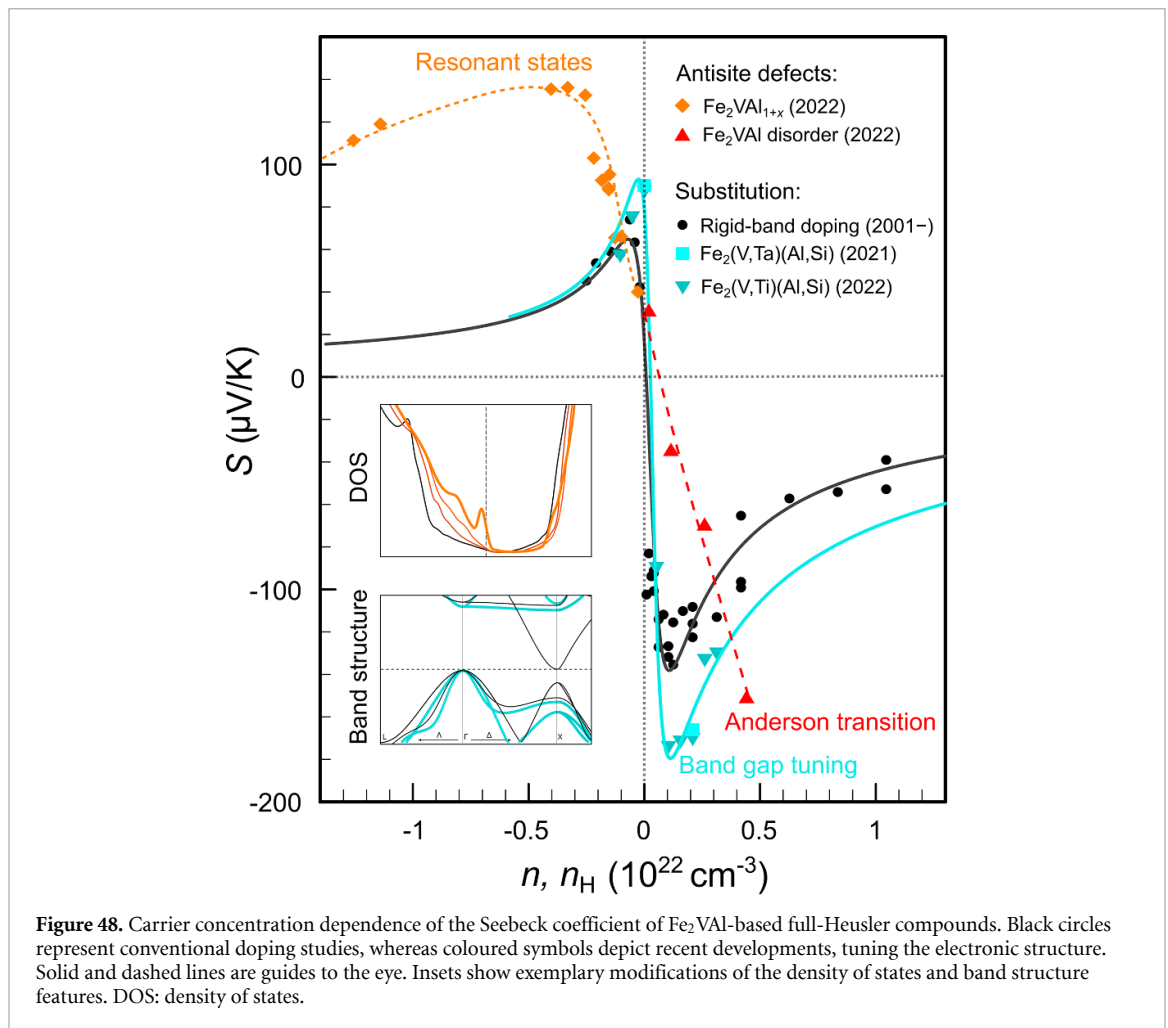 Resonant states
Antisite defects:
Fe₂VAl₁₊ₓ (2022)
Fe₂VAl disorder (2022)
Substitution:
Rigid-band doping (2001−)
Fe₂(V,Ta)(Al,Si) (2021)
Fe₂(V,Ti)(Al,Si) (2022)
100
0
-100
-200
S (μV/K)
DOS
Band structure
L Λ Γ Δ X
Anderson transition
Band gap tuning
-1 -0.5 0 0.5 1
n, n_H (10²² cm⁻³)
Figure 48. Carrier concentration dependence of the Seebeck coefficient of Fe₂VAl-based full-Heusler compounds. Black circles
represent conventional doping studies, whereas coloured symbols depict recent developments, tuning the electronic structure.
Solid and dashed lines are guides to the eye. Insets show exemplary modifications of the density of states and band structure
features. DOS: density of states.